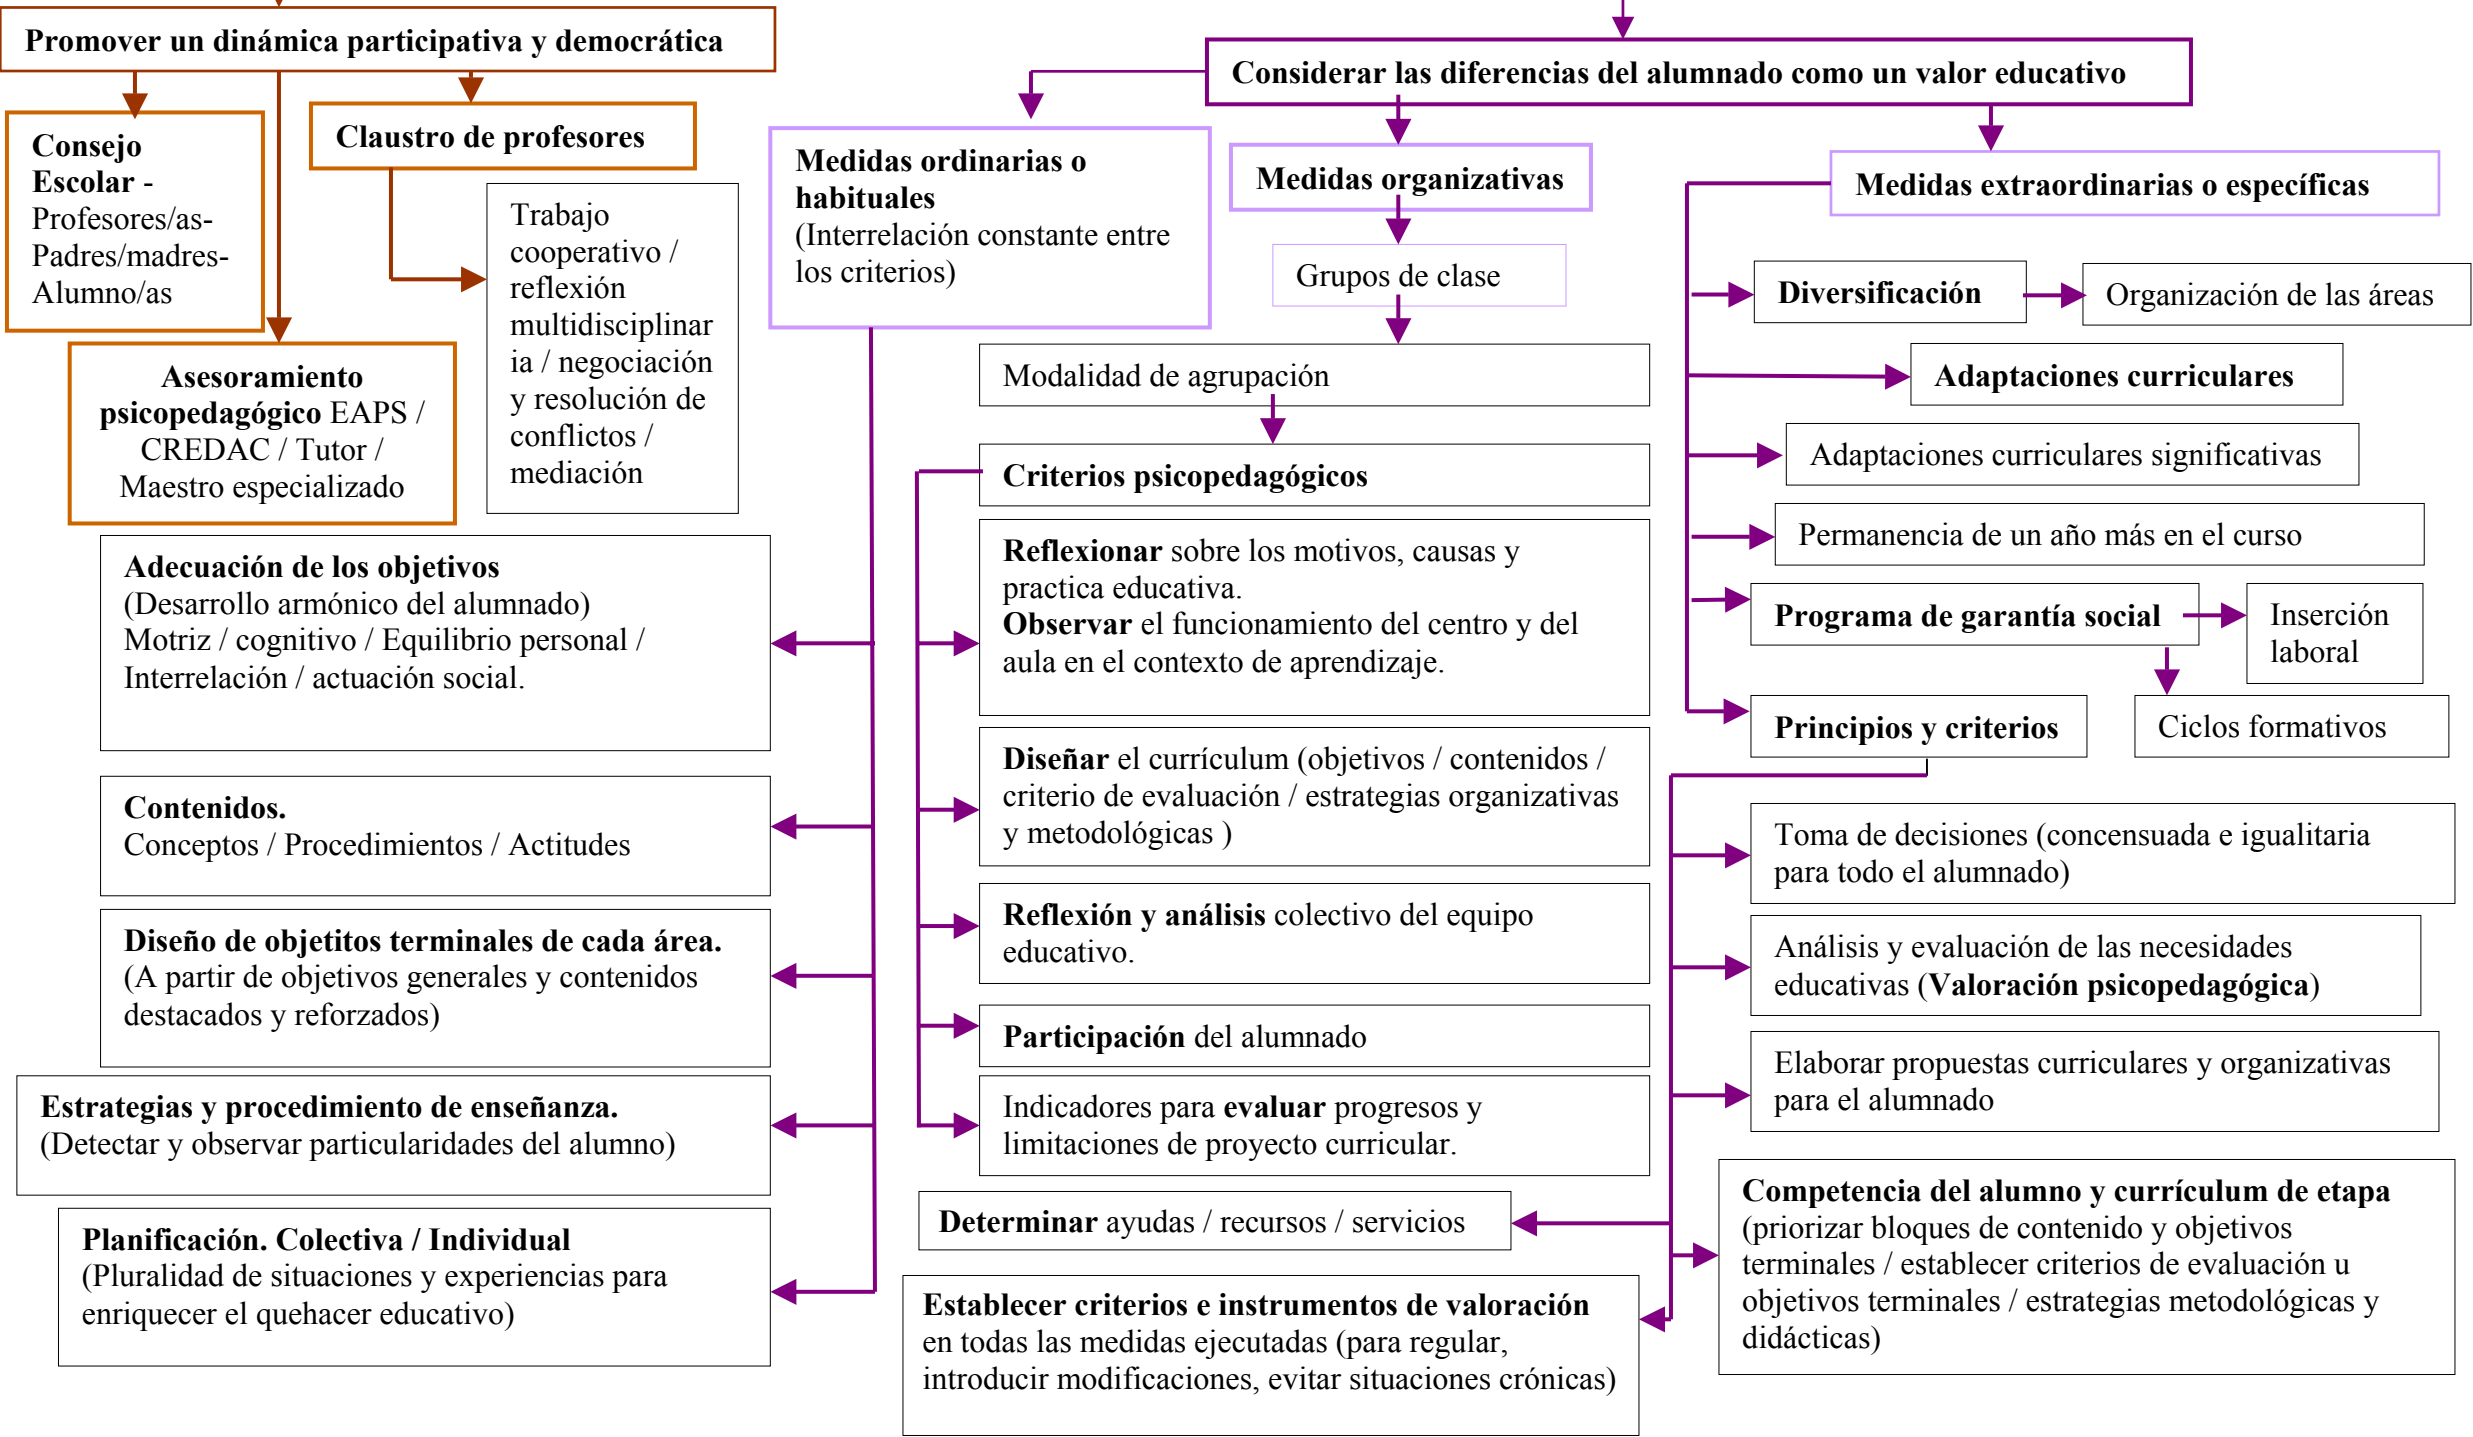 Promover un dinámica participativa y democrática
Consejo
Escolar -
Profesores/as-
Padres/madres-
Alumno/as
Claustro de profesores
Trabajo
cooperativo /
reflexión
multidisciplinar
ia / negociación
y resolución de
conflictos /
mediación
Asesoramiento
psicopedagógico EAPS /
CREDAC / Tutor /
Maestro especializado
Considerar las diferencias del alumnado como un valor educativo
Medidas ordinarias o
habituales
(Interrelación constante entre
los criterios)
Adecuación de los objetivos
(Desarrollo armónico del alumnado)
Motriz / cognitivo / Equilibrio personal /
Interrelación / actuación social.
Contenidos.
Conceptos / Procedimientos / Actitudes
Diseño de objetitos terminales de cada área.
(A partir de objetivos generales y contenidos
destacados y reforzados)
Estrategias y procedimiento de enseñanza.
(Detectar y observar particularidades del alumno)
Planificación. Colectiva / Individual
(Pluralidad de situaciones y experiencias para
enriquecer el quehacer educativo)
Medidas organizativas
Grupos de clase
Modalidad de agrupación
Criterios psicopedagógicos
Reflexionar sobre los motivos, causas y
practica educativa.
Observar el funcionamiento del centro y del
aula en el contexto de aprendizaje.
Diseñar el currículum (objetivos / contenidos /
criterio de evaluación / estrategias organizativas
y metodológicas )
Reflexión y análisis colectivo del equipo
educativo.
Participación del alumnado
Indicadores para evaluar progresos y
limitaciones de proyecto curricular.
Medidas extraordinarias o específicas
Diversificación
Organización de las áreas
Adaptaciones curriculares
Adaptaciones curriculares significativas
Permanencia de un año más en el curso
Programa de garantía social
Inserción
laboral
Ciclos formativos
Principios y criterios
Toma de decisiones (concensuada e igualitaria
para todo el alumnado)
Análisis y evaluación de las necesidades
educativas (Valoración psicopedagógica)
Elaborar propuestas curriculares y organizativas
para el alumnado
Competencia del alumno y currículum de etapa
(priorizar bloques de contenido y objetivos
terminales / establecer criterios de evaluación u
objetivos terminales / estrategias metodológicas y
didácticas)
Determinar ayudas / recursos / servicios
Establecer criterios e instrumentos de valoración
en todas las medidas ejecutadas (para regular,
introducir modificaciones, evitar situaciones crónicas)